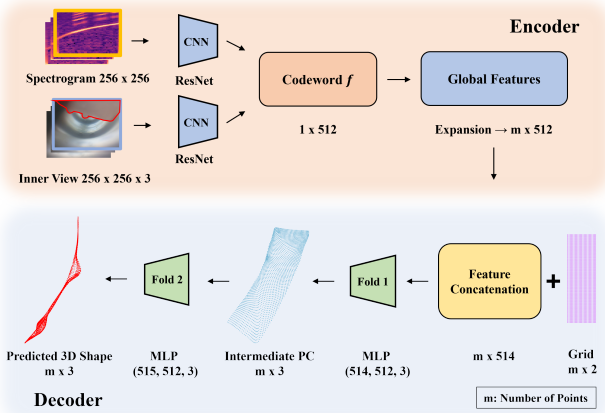 Encoder
CNN
ResNet
Spectrogram 256 x 256
CNN
ResNet
Inner View 256 x 256 x 3
Codeword f
1 x 512
Global Features
Expansion → m x 512
Fold 2
Fold 1
Feature
Concatenation
+
Predicted 3D Shape
m x 3
MLP
(515, 512, 3)
Intermediate PC
m x 3
MLP
(514, 512, 3)
m x 514
Grid
m x 2
Decoder
m: Number of Points